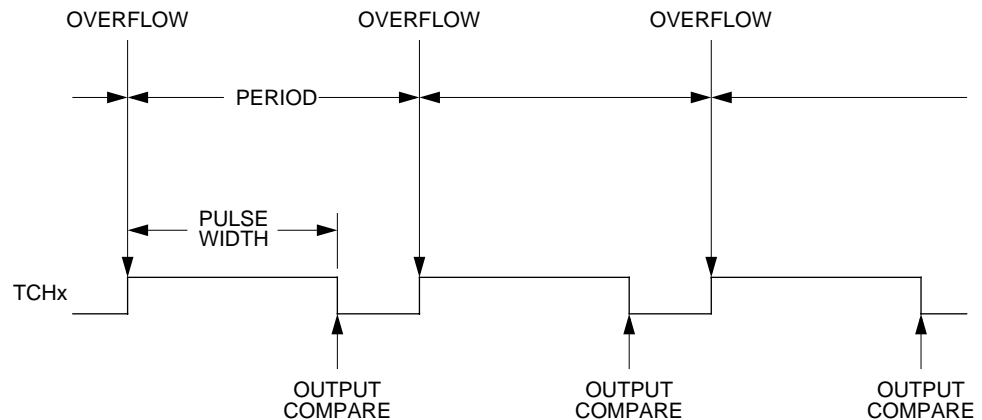 OVERFLOW
OVERFLOW
OVERFLOW
PERIOD
PULSE
WIDTH
TCHx
OUTPUT
COMPARE
OUTPUT
COMPARE
OUTPUT
COMPARE